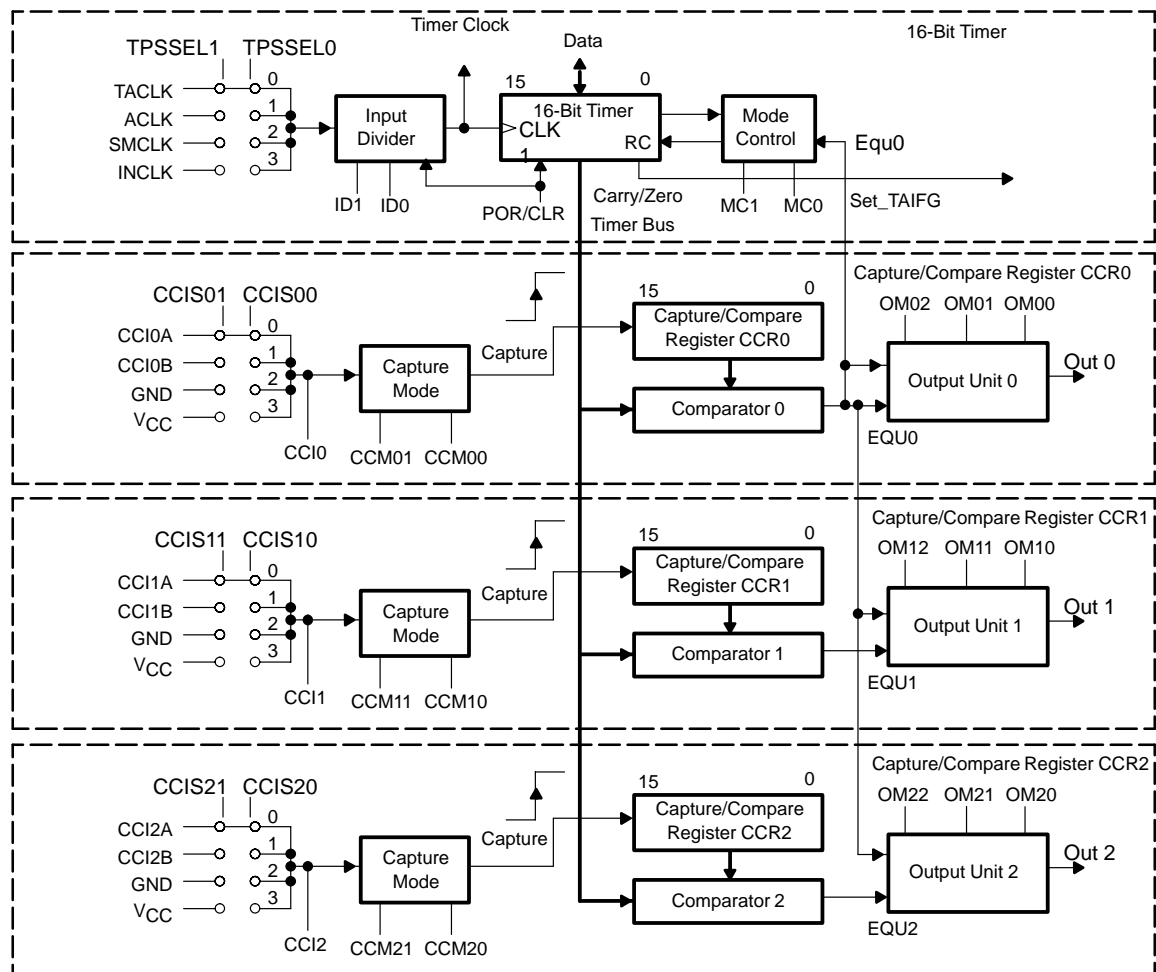 Timer Clock
16-Bit Timer
TPSSEL1 TPSSEL0
Data
TACLK
0
15
0
ACLK
1
Input
Divider
16-Bit Timer
CLK
RC
1
Mode
Control
Equ0
SMCLK
2
INCLK
3
ID1 ID0
POR/CLR
Carry/Zero
MC1 MC0
Set_TAIFG
Timer Bus
Capture/Compare Register CCR0
CCIS01 CCIS00
15
0
OM02 OM01 OM00
CCI0A
0
CCI0B
1
GND
2
VCC
3
CCI0
Capture
Mode
CCM01 CCM00
Capture
Capture/Compare
Register CCR0
Comparator 0
EQU0
Output Unit 0
Out 0
Capture/Compare Register CCR1
CCIS11 CCIS10
15
0
OM12 OM11 OM10
CCI1A
0
CCI1B
1
GND
2
VCC
3
CCI1
Capture
Mode
CCM11 CCM10
Capture
Capture/Compare
Register CCR1
Comparator 1
EQU1
Output Unit 1
Out 1
Capture/Compare Register CCR2
CCIS21 CCIS20
15
0
OM22 OM21 OM20
CCI2A
0
CCI2B
1
GND
2
VCC
3
CCI2
Capture
Mode
CCM21 CCM20
Capture
Capture/Compare
Register CCR2
Comparator 2
EQU2
Output Unit 2
Out 2